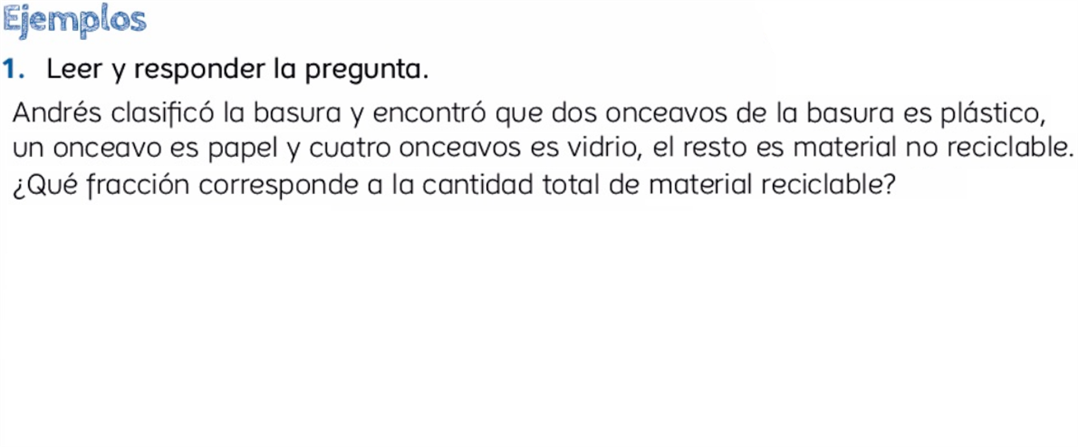 Ejemplos
1. Leer y responder la pregunta.
Andrés clasificó la basura y encontró que dos onceavos de la basura es plástico,
un onceavo es papel y cuatro onceavos es vidrio, el resto es material no reciclable.
¿Qué fracción corresponde a la cantidad total de material reciclable?